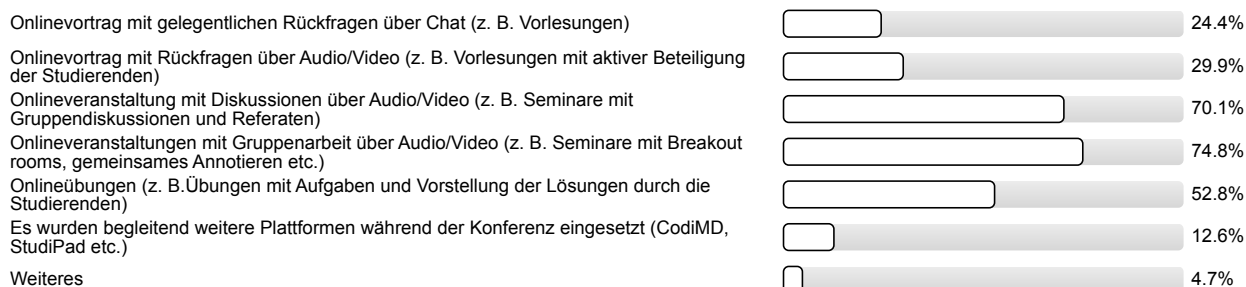 Onlinevortrag mit gelegentlichen Rückfragen über Chat (z. B. Vorlesungen) 24.4%
Onlinevortrag mit Rückfragen über Audio/Video (z. B. Vorlesungen mit aktiver Beteiligung
der Studierenden) 29.9%
Onlineveranstaltung mit Diskussionen über Audio/Video (z. B. Seminare mit
Gruppendiskussionen und Referaten) 70.1%
Onlineveranstaltungen mit Gruppenarbeit über Audio/Video (z. B. Seminare mit Breakout
rooms, gemeinsames Annotieren etc.) 74.8%
Onlineübungen (z. B.Übungen mit Aufgaben und Vorstellung der Lösungen durch die
Studierenden) 52.8%
Es wurden begleitend weitere Plattformen während der Konferenz eingesetzt (CodiMD,
StudiPad etc.) 12.6%
Weiteres 4.7%